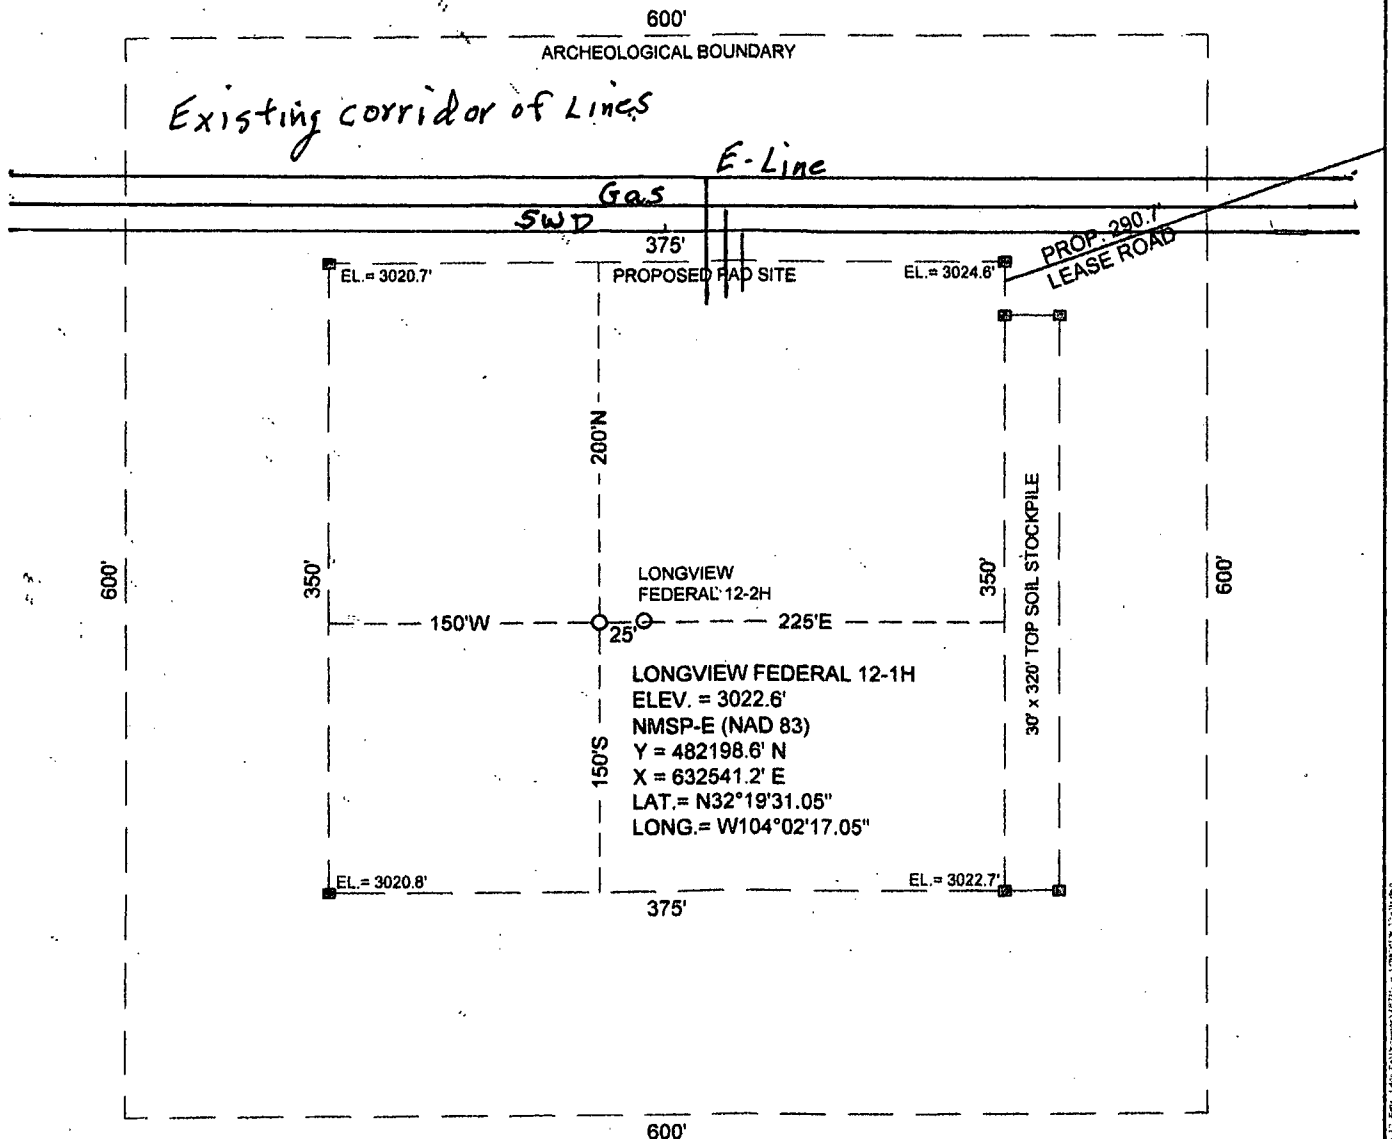 600'
ARCHEOLOGICAL BOUNDARY
Existing corridor of Lines
E-Line
Gas
SWD
375'
PROP. 290.7'
LEASE ROAD
EL.= 3020.7'
PROPOSED PAD SITE
EL.= 3024.6'
200'N
600'
350'
350'
30' x 320' TOP SOIL STOCKPILE
600'
LONGVIEW
FEDERAL 12-2H
150'W
25'
225'E
LONGVIEW FEDERAL 12-1H
ELEV. = 3022.6'
NMSP-E (NAD 83)
Y = 482198.6' N
X = 632541.2' E
LAT.= N32°19'31.05"
LONG.= W104°02'17.05"
150'S
EL.= 3020.8'
EL.= 3022.7'
375'
600'